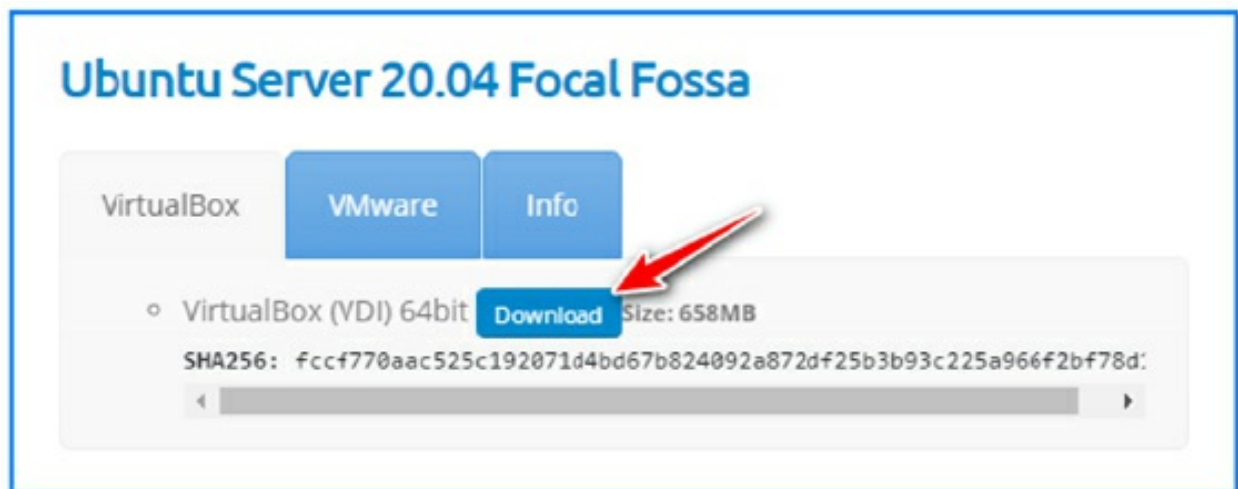 Ubuntu Server 20.04 Focal Fossa
VirtualBox VMware Info
VirtualBox (VDI) 64bit Download Size: 658MB
SHA256: fccf770aac525c192071d4bd67b824092a872df25b3b93c225a966f2bf78d